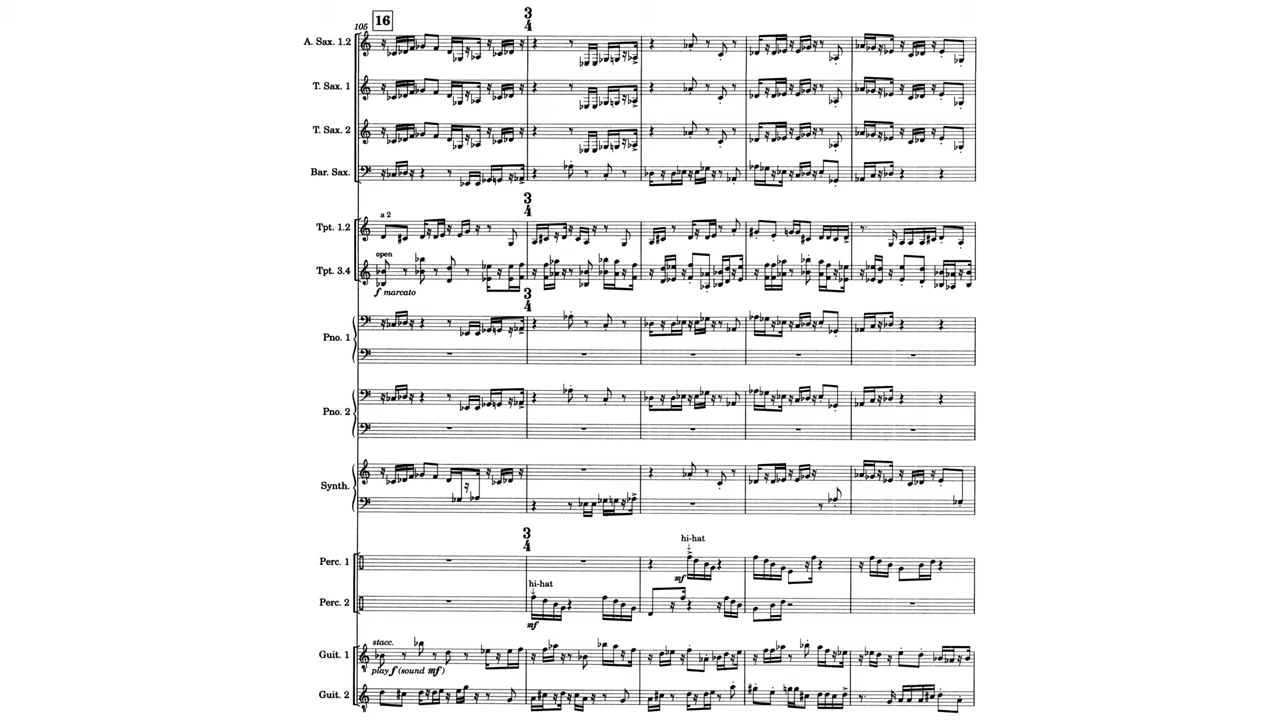 105 16 3 4
A. Sax. 1.2
T. Sax. 1
T. Sax. 2
Bar. Sax.
3 4
a 2
Tpt. 1.2
open
Tpt. 3.4
f marcato
3 4
Pno. 1
Pno. 2
Synth.
3 4
hi-hat
Perc. 1
mf
hi-hat
Perc. 2
mf
stacc.
Guit. 1
play f (sound mf)
Guit. 2